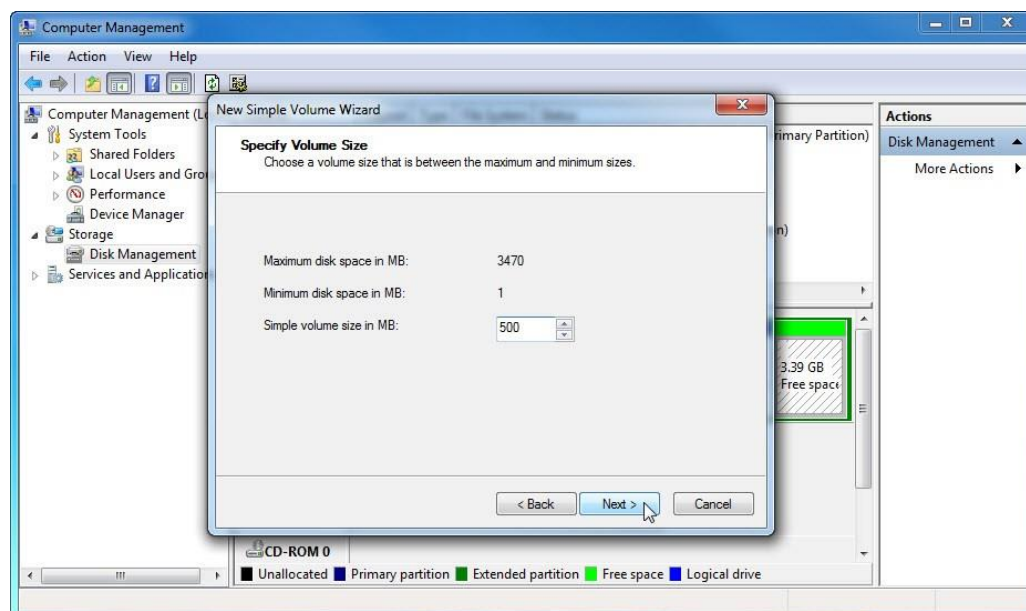 Computer Management
File Action View Help
Computer Management (Lo
System Tools
Shared Folders
Local Users and Grou
Performance
Device Manager
Storage
Disk Management
Services and Application
New Simple Volume Wizard
Specify Volume Size
Choose a volume size that is between the maximum and minimum sizes.
Maximum disk space in MB: 3470
Minimum disk space in MB: 1
Simple volume size in MB: 500
< Back Next > Cancel
rimary Partition)
n)
3.39 GB
Free space
CD-ROM 0
Unallocated Primary partition Extended partition Free space Logical drive
Actions
Disk Management
More Actions